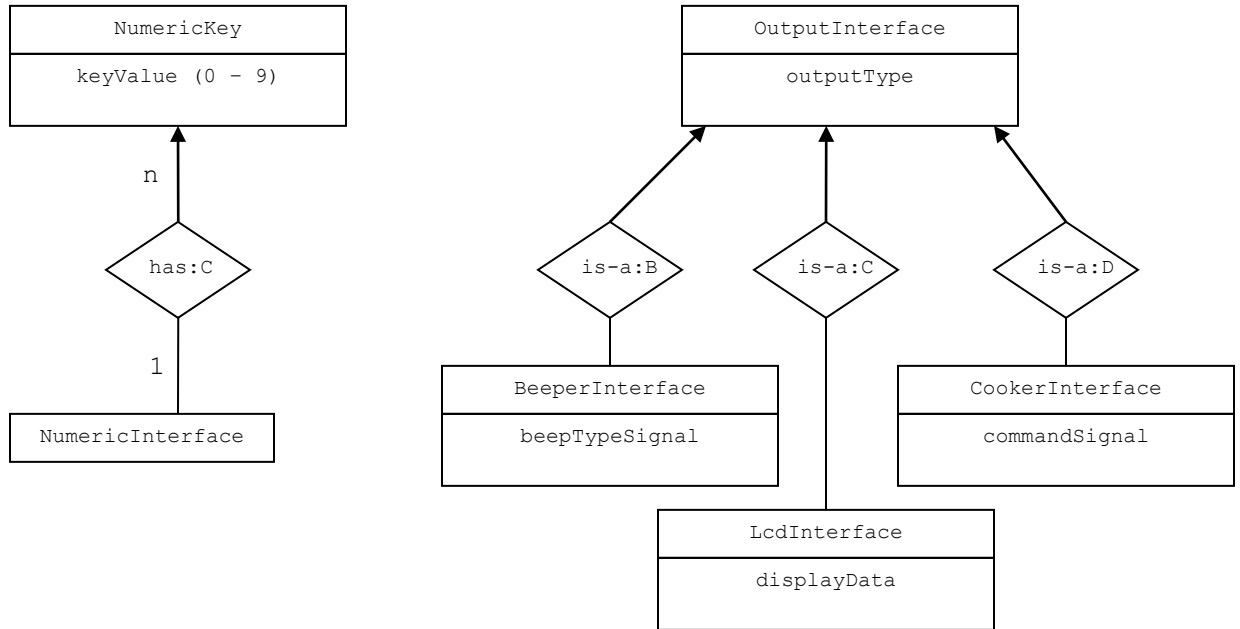 NumericKey
keyValue (0 – 9)
n
has:C
1
NumericInterface
OutputInterface
outputType
is-a:B
is-a:C
is-a:D
BeeperInterface
beepTypeSignal
CookerInterface
commandSignal
LcdInterface
displayData